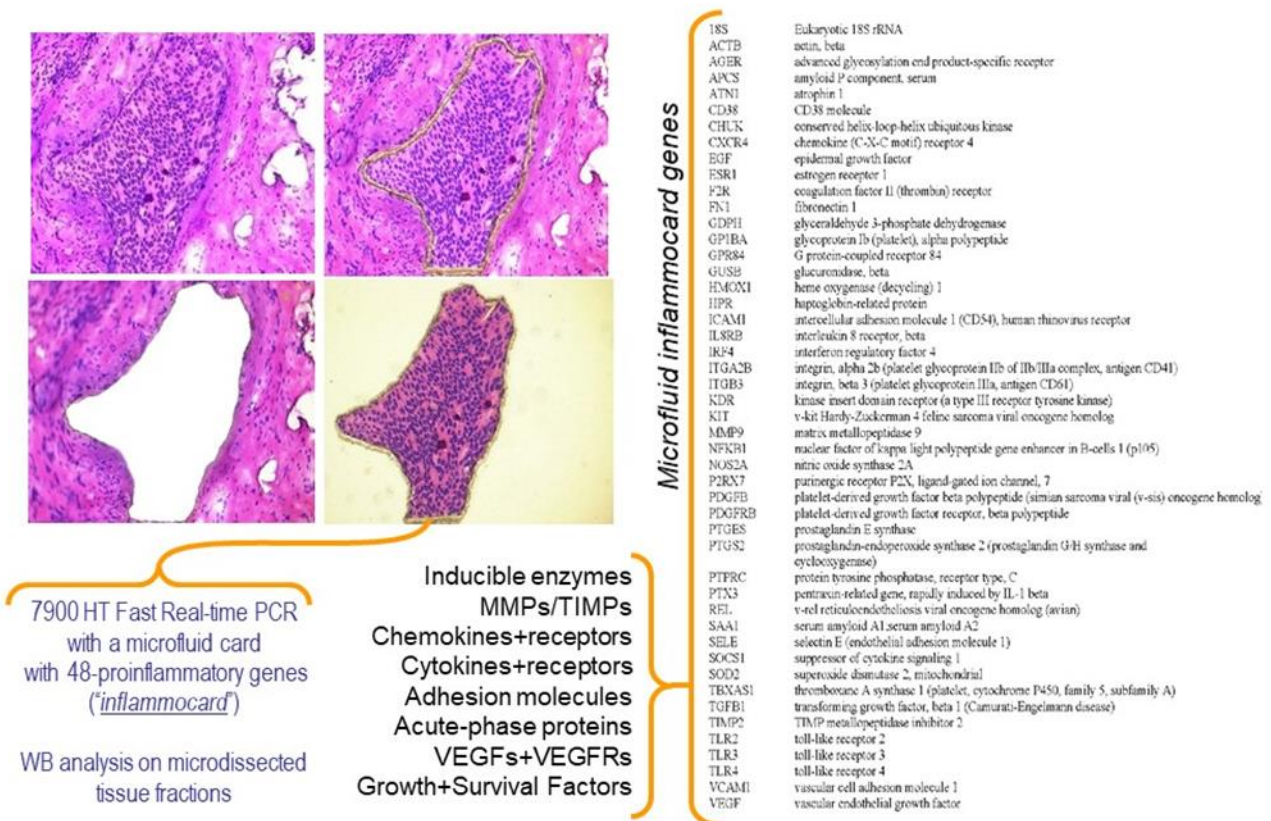 7900 HT Fast Real-time PCR
with a microfluid card
with 48-proinflammatory genes
("inflammocard")
WB analysis on microdissected
tissue fractions
Inducible enzymes
MMPs/TIMPs
Chemokines+receptors
Cytokines+receptors
Adhesion molecules
Acute-phase proteins
VEGFs+VEGFRs
Growth+Survival Factors
Microfluid inflammocard genes
18S Eukaryotic 18S rRNA
ACTB actin, beta
AGER advanced glycosylation end product-specific receptor
APCS amyloid P component, serum
ATN1 atrophin 1
CD38 CD38 molecule
CHUK conserved helix-loop-helix ubiquitous kinase
CXCR4 chemokine (C-X-C motif) receptor 4
EGF epidermal growth factor
ESR1 estrogen receptor 1
F2R coagulation factor II (thrombin) receptor
FN1 fibronectin 1
GDPH glyceraldehyde 3-phosphate dehydrogenase
GP1BA glycoprotein Ib (platelet), alpha polypeptide
GPR84 G protein-coupled receptor 84
GUSB glucuronidase, beta
HMOX1 heme oxygenase (decycling) 1
HPR haptoglobin-related protein
ICAM1 intercellular adhesion molecule 1 (CD54), human rhinovirus receptor
IL8RB interleukin 8 receptor, beta
IRF4 interferon regulatory factor 4
ITGA2B integrin, alpha 2b (platelet glycoprotein IIb of IIb/IIIa complex, antigen CD41)
ITGB3 integrin, beta 3 (platelet glycoprotein IIIa, antigen CD61)
KDR kinase insert domain receptor (a type III receptor tyrosine kinase)
KIT v-kit Hardy-Zuckerman 4 feline sarcoma viral oncogene homolog
MMP9 matrix metallopeptidase 9
NFKB1 nuclear factor of kappa light polypeptide gene enhancer in B-cells 1 (p105)
NOS2A nitric oxide synthase 2A
P2RX7 purinergic receptor P2X, ligand-gated ion channel, 7
PDGFB platelet-derived growth factor beta polypeptide (simian sarcoma viral (v-sis) oncogene homolog
PDGFRB platelet-derived growth factor receptor, beta polypeptide
PTGES prostaglandin E synthase
PTGS2 prostaglandin-endoperoxide synthase 2 (prostaglandin G/H synthase and
cyclooxygenase)
PTPRC protein tyrosine phosphatase, receptor type, C
PTX3 pentraxin-related gene, rapidly induced by IL-1 beta
REL v-rel reticuloendotheliosis viral oncogene homolog (avian)
SAA1 serum amyloid A1,serum amyloid A2
SELE selectin E (endothelial adhesion molecule 1)
SOCS1 suppressor of cytokine signaling 1
SOD2 superoxide dismutase 2, mitochondrial
TBXAS1 thromboxane A synthase 1 (platelet, cytochrome P450, family 5, subfamily A)
TGFB1 transforming growth factor, beta 1 (Camurati-Engelmann disease)
TIMP2 TIMP metallopeptidase inhibitor 2
TLR2 toll-like receptor 2
TLR3 toll-like receptor 3
TLR4 toll-like receptor 4
VCAM1 vascular cell adhesion molecule 1
VEGF vascular endothelial growth factor